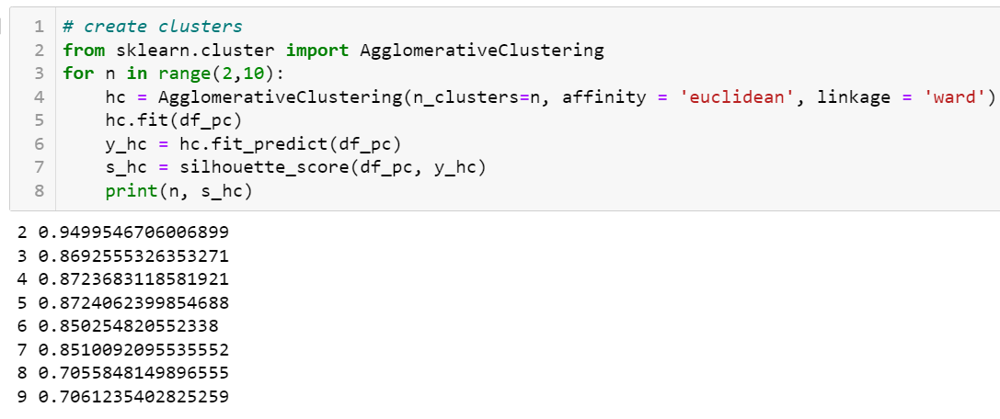 1 # create clusters
2 from sklearn.cluster import AgglomerativeClustering
3 for n in range(2,10):
4     hc = AgglomerativeClustering(n_clusters=n, affinity = 'euclidean', linkage = 'ward')
5     hc.fit(df_pc)
6     y_hc = hc.fit_predict(df_pc)
7     s_hc = silhouette_score(df_pc, y_hc)
8     print(n, s_hc)
2 0.9499546706006899
3 0.8692555326353271
4 0.8723683118581921
5 0.8724062399854688
6 0.850254820552338
7 0.8510092095535552
8 0.7055848149896555
9 0.7061235402825259